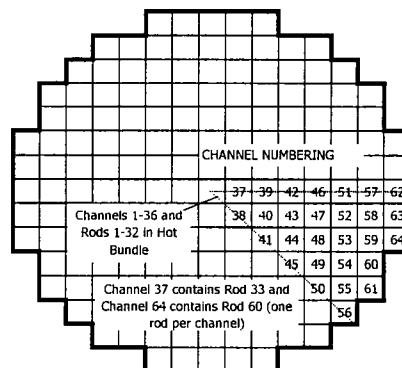 CHANNEL NUMBERING
37 39 42 46 51 57 62
Channels 1-36 and
Rods 1-32 in Hot
Bundle
38 40 43 47 52 58 63
41 44 48 53 59 64
45 49 54 60
Channel 37 contains Rod 33 and
Channel 64 contains Rod 60 (one
rod per channel)
50 55 61
56